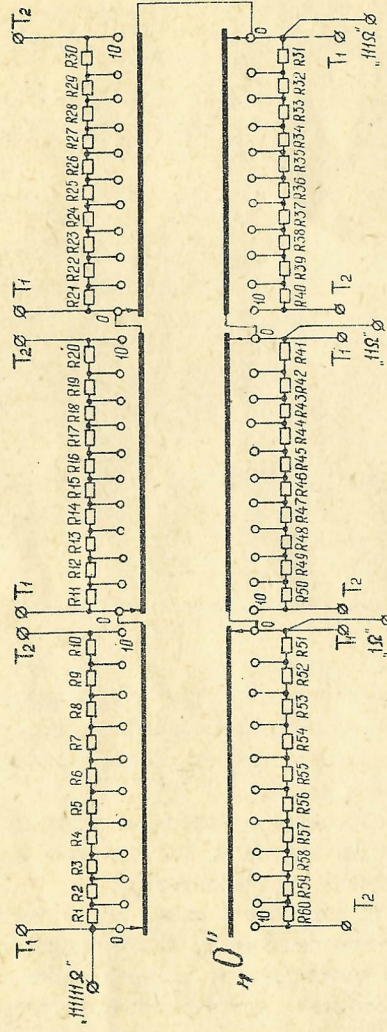 T1 T2 T1 T2 T1 T2
R1 R2 R3 R4 R5 R6 R7 R8 R9 R10 R11 R12 R13 R14 R15 R16 R17 R18 R19 R20 R21 R22 R23 R24 R25 R26 R27 R28 R29 R30
„111111Ω"
0 10 0 10 0 10
„0"
10 0 10 0 10 0
R60 R59 R58 R57 R56 R55 R54 R53 R52 R51 R50 R49 R48 R47 R46 R45 R44 R43 R42 R41 R40 R39 R38 R37 R36 R35 R34 R33 R32 R31
T2 T1 T2 T1 T2 T1
„1Ω" „11Ω" „111Ω"